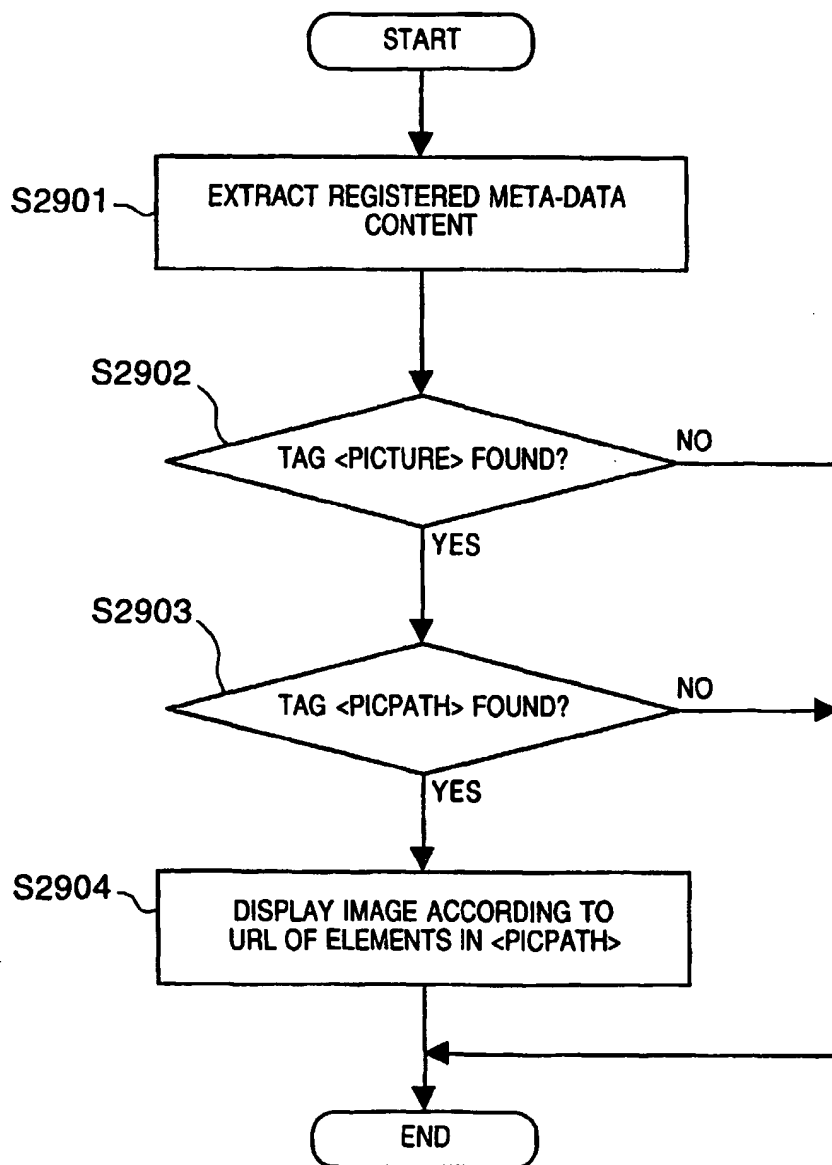 START
S2901
EXTRACT REGISTERED META-DATA
CONTENT
S2902
TAG <PICTURE> FOUND?
NO
YES
S2903
TAG <PICPATH> FOUND?
NO
YES
S2904
DISPLAY IMAGE ACCORDING TO
URL OF ELEMENTS IN <PICPATH>
END